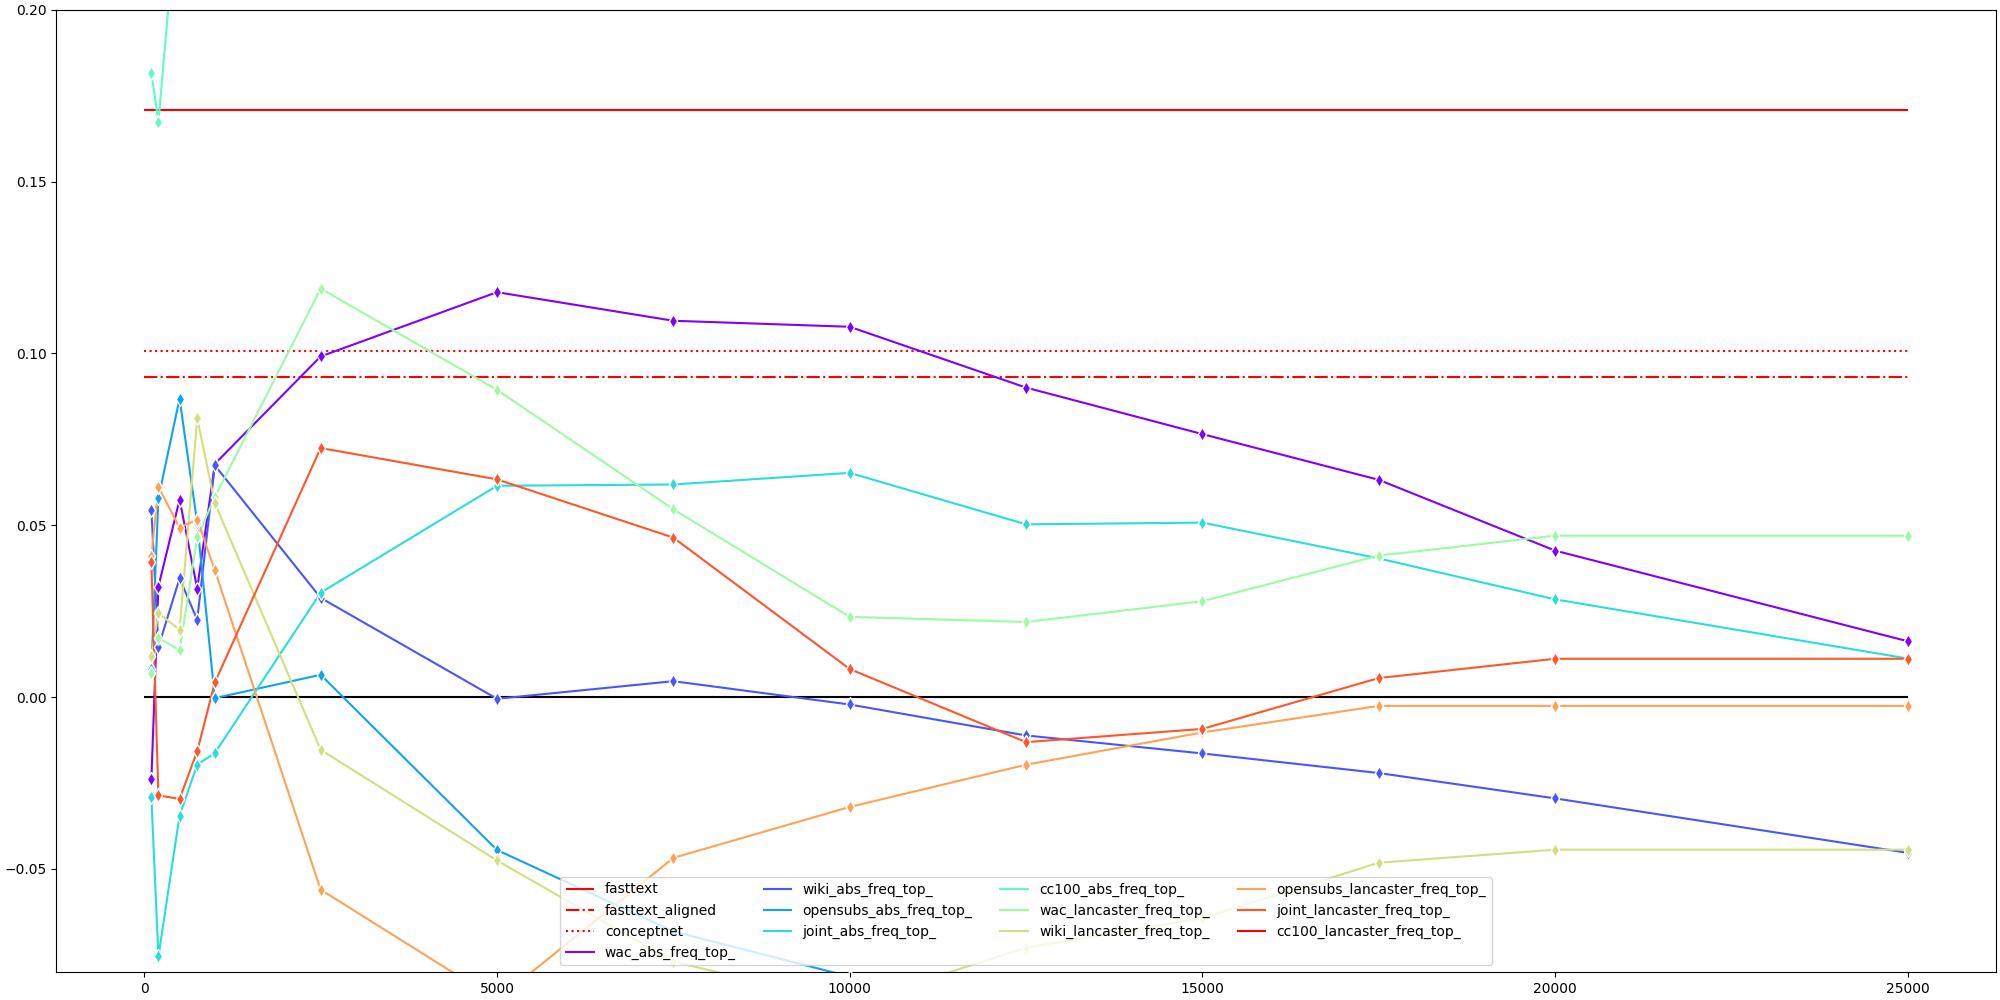 0.20
0.15
0.10
0.05
0.00
−0.05
0
5000
10000
15000
20000
25000
fasttext
fasttext_aligned
conceptnet
wac_abs_freq_top_
wiki_abs_freq_top_
opensubs_abs_freq_top_
joint_abs_freq_top_
cc100_abs_freq_top_
wac_lancaster_freq_top_
wiki_lancaster_freq_top_
opensubs_lancaster_freq_top_
joint_lancaster_freq_top_
cc100_lancaster_freq_top_